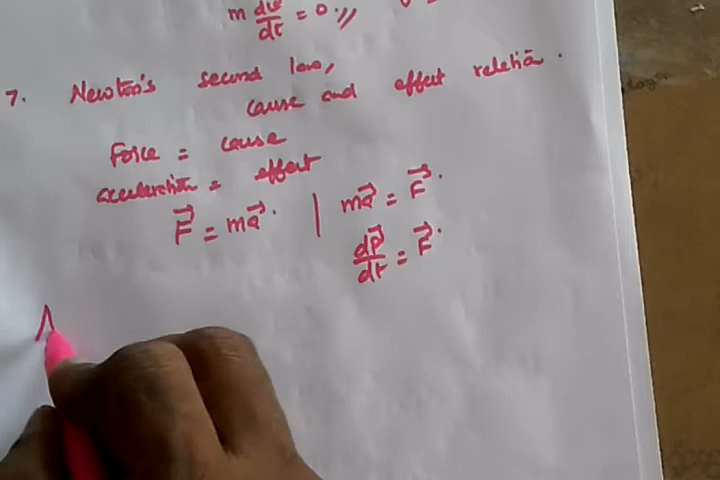 m dv/dt = 0.//
7. Newton's second law,
cause and effect relation.
Force = cause
acceleration = effect
F⃗ = ma⃗. | ma⃗ = F⃗.
dp⃗/dt = F⃗.